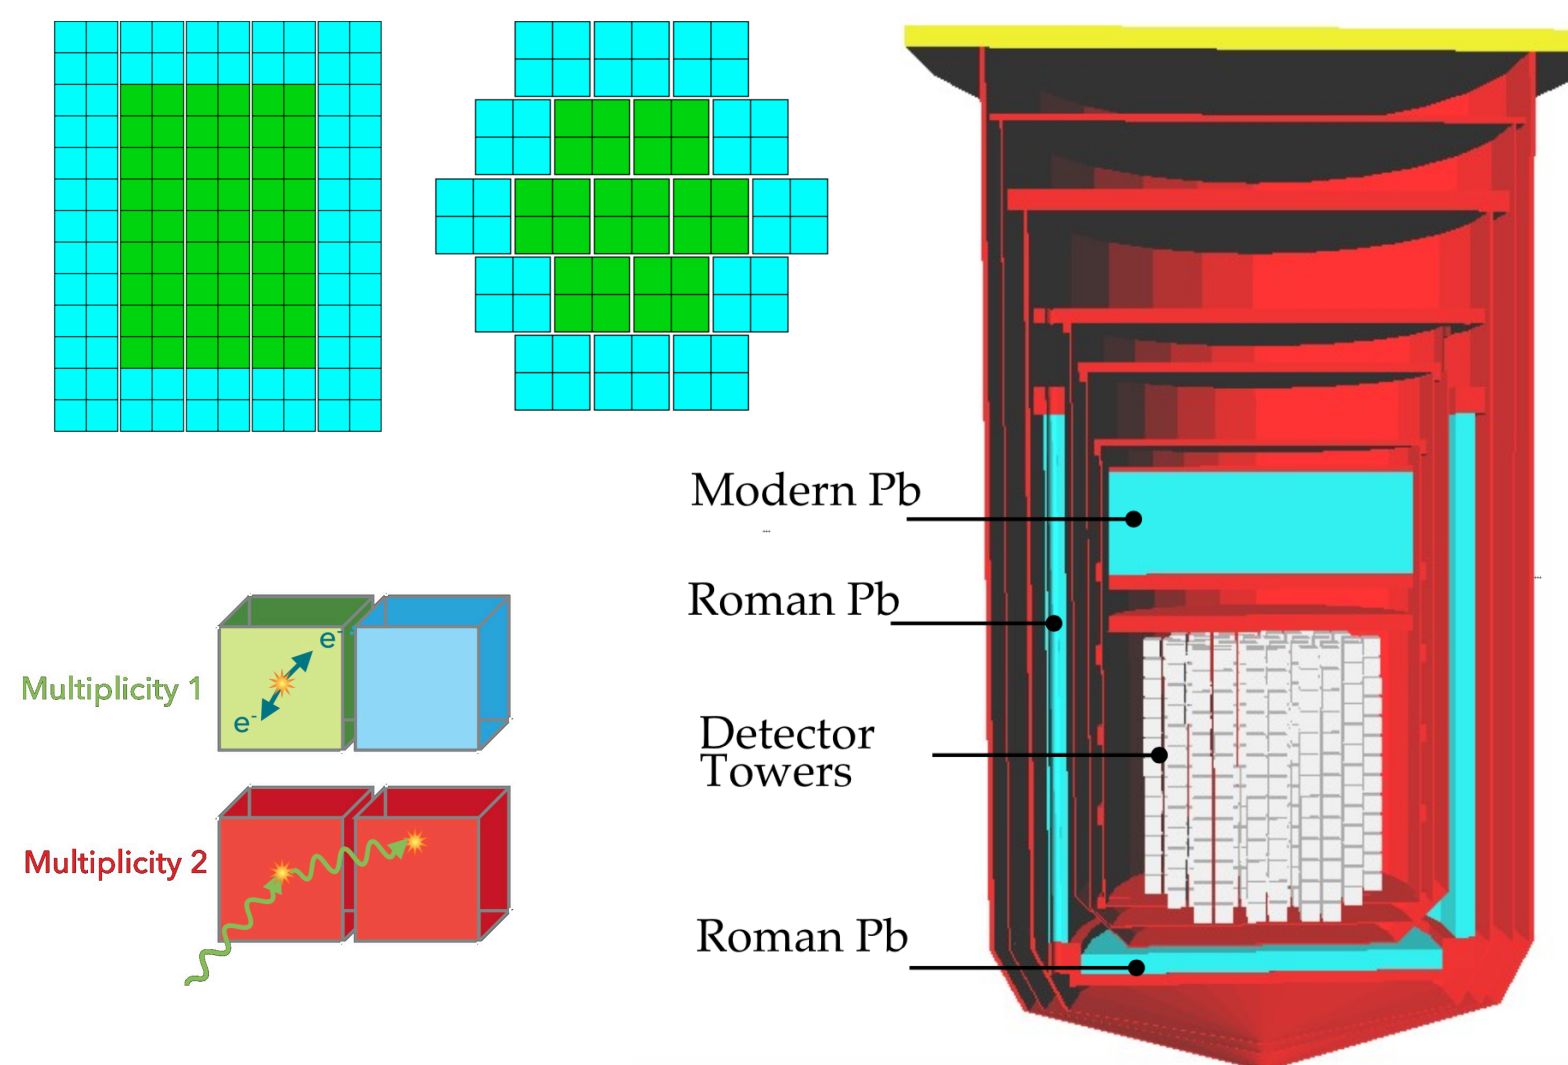 Modern Pb
...
Roman Pb
...
e-
Multiplicity 1
e-
Detector
Towers
Multiplicity 2
Roman Pb